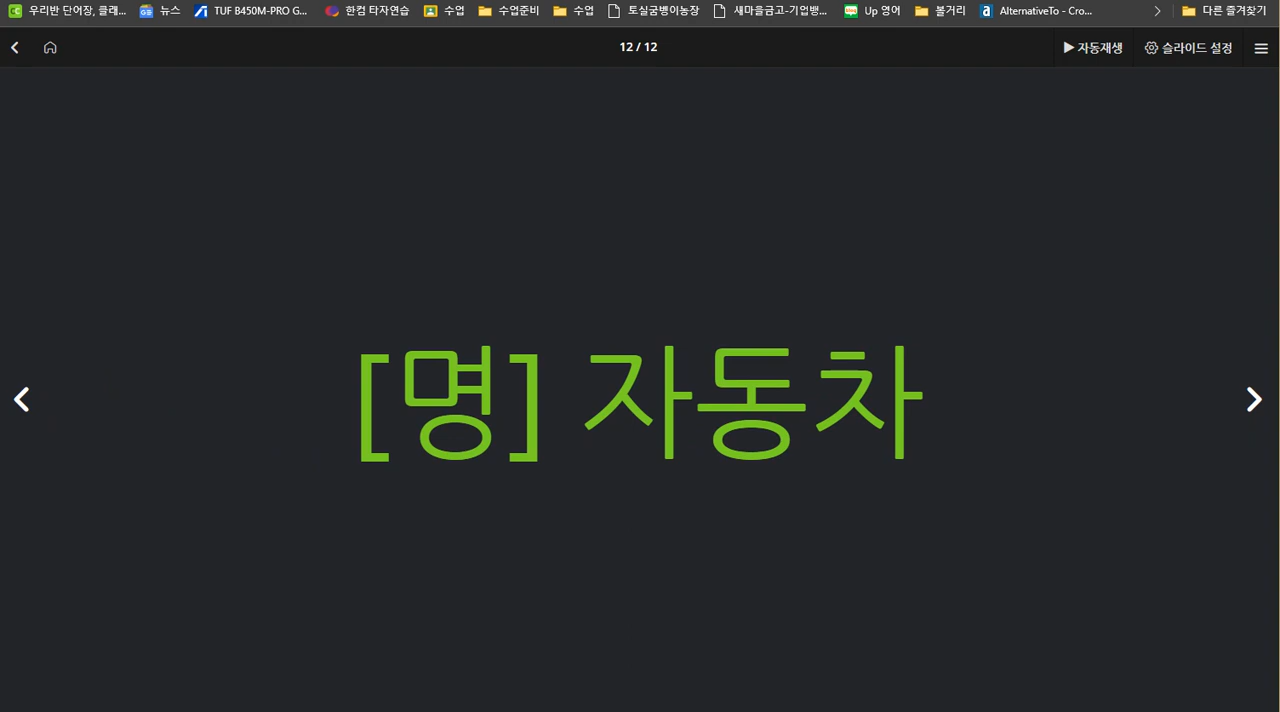 우리반 단어장, 클래...
뉴스
TUF B450M-PRO G...
한컴 타자연습
수업
수업준비
수업
토실굼벵이농장
새마을금고-기업뱅...
Up 영어
볼거리
AlternativeTo - Cro...
다른 즐겨찾기
12 / 12
자동재생
슬라이드 설정
[명] 자동차